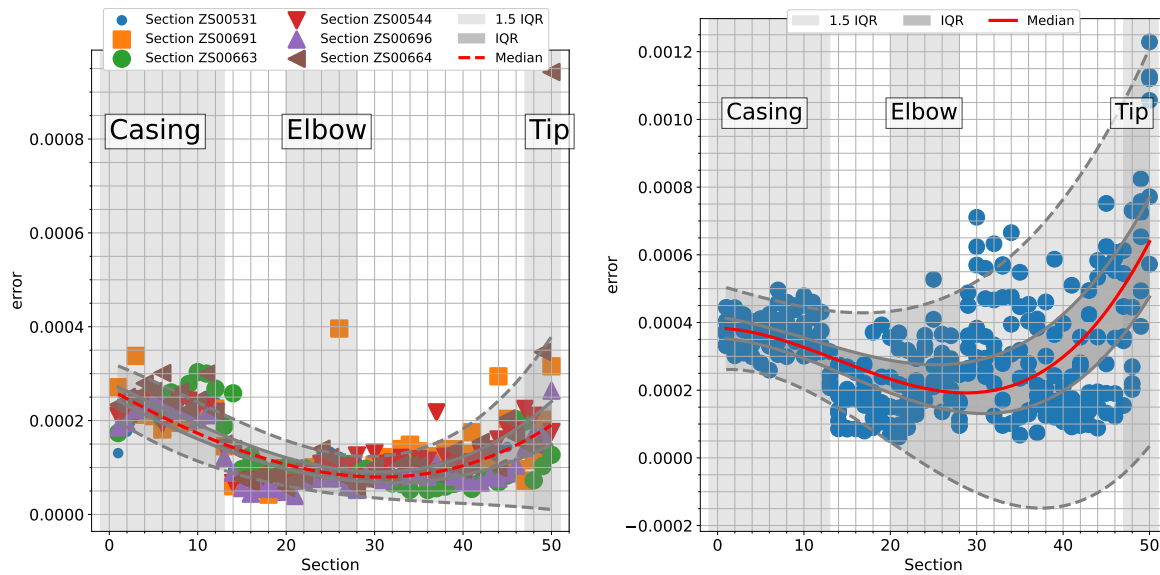 Section ZS00531 Section ZS00544 1.5 IQR
Section ZS00691 Section ZS00696 IQR
Section ZS00663 Section ZS00664 Median
Casing Elbow Tip
0.0008
0.0006
0.0004
0.0002
0.0000
error
0 10 20 30 40 50
Section
1.5 IQR IQR Median
Casing Elbow Tip
0.0012
0.0010
0.0008
0.0006
0.0004
0.0002
0.0000
−0.0002
error
0 10 20 30 40 50
Section